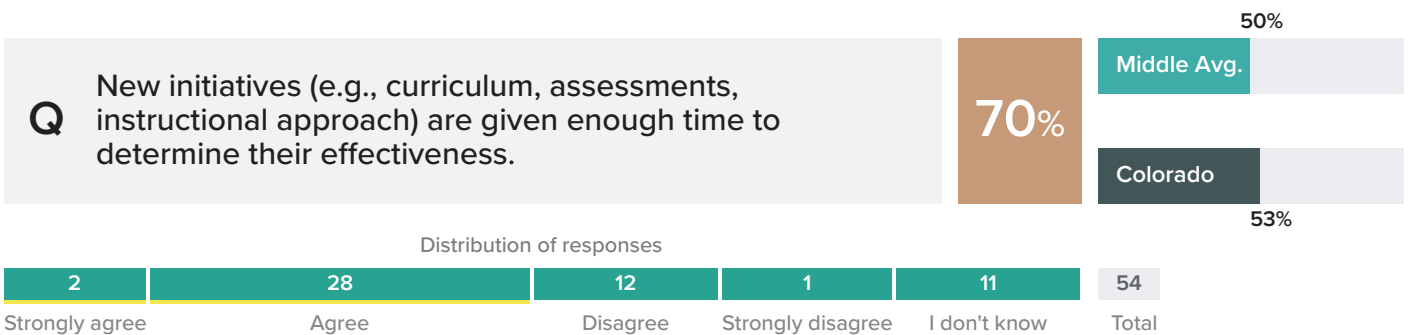 Q
New initiatives (e.g., curriculum, assessments,
instructional approach) are given enough time to
determine their effectiveness.
70%
50%
Middle Avg.
Colorado
53%
Distribution of responses
2 28 12 1 11 54
Strongly agree Agree Disagree Strongly disagree I don't know Total